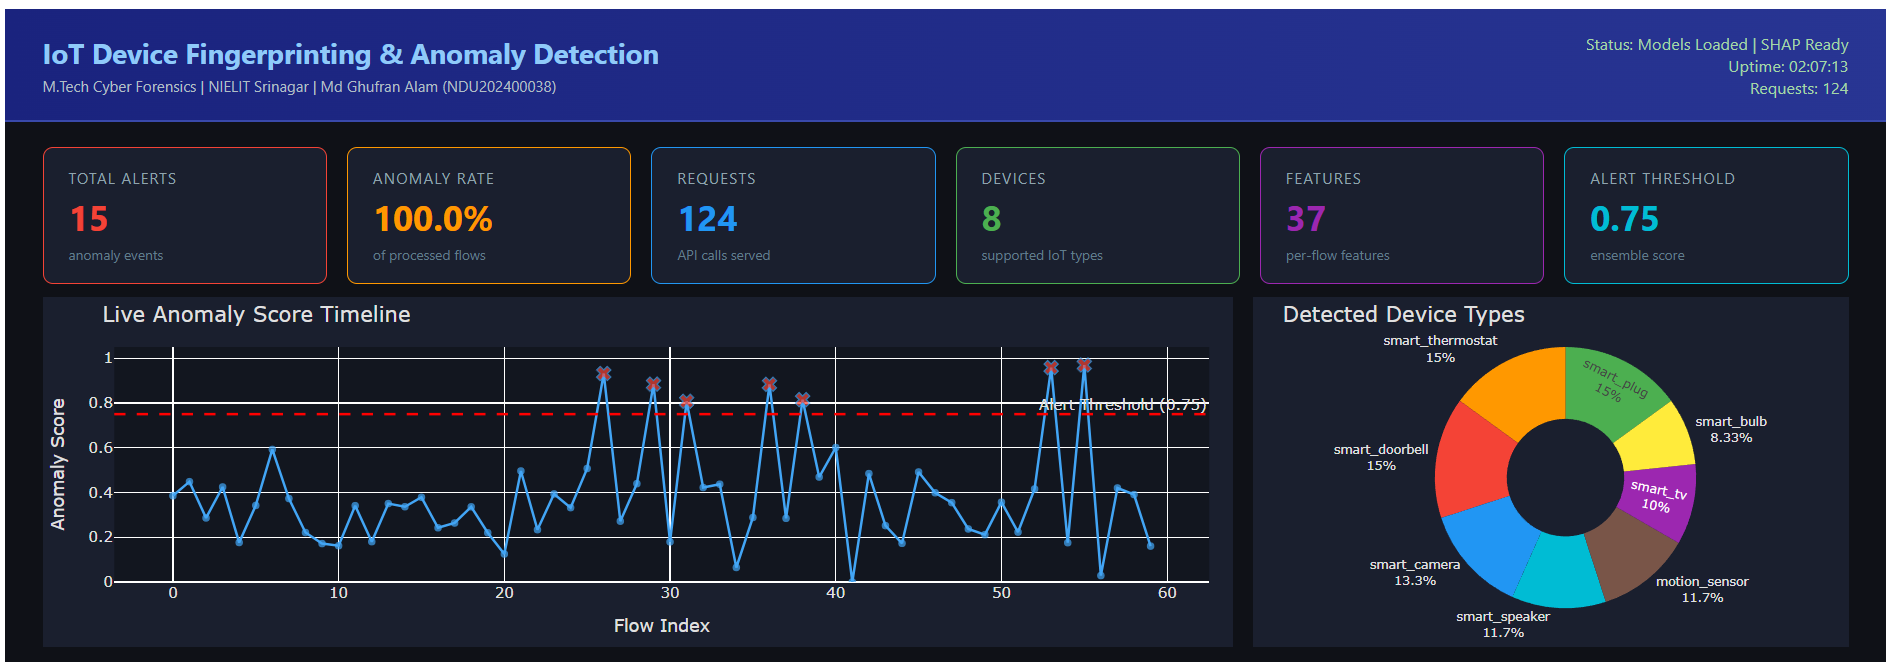 IoT Device Fingerprinting & Anomaly Detection
M.Tech Cyber Forensics | NIELIT Srinagar | Md Ghufran Alam (NDU202400038)
Status: Models Loaded | SHAP Ready
Uptime: 02:07:13
Requests: 124
TOTAL ALERTS
15
anomaly events
ANOMALY RATE
100.0%
of processed flows
REQUESTS
124
API calls served
DEVICES
8
supported IoT types
FEATURES
37
per-flow features
ALERT THRESHOLD
0.75
ensemble score
Live Anomaly Score Timeline
Anomaly Score
1
0.8
0.6
0.4
0.2
0
Alert Threshold (0.75)
0 10 20 30 40 50 60
Flow Index
Detected Device Types
smart_thermostat
15%
smart_plug
15%
smart_bulb
8.33%
smart_doorbell
15%
smart_tv
10%
smart_camera
13.3%
motion_sensor
11.7%
smart_speaker
11.7%